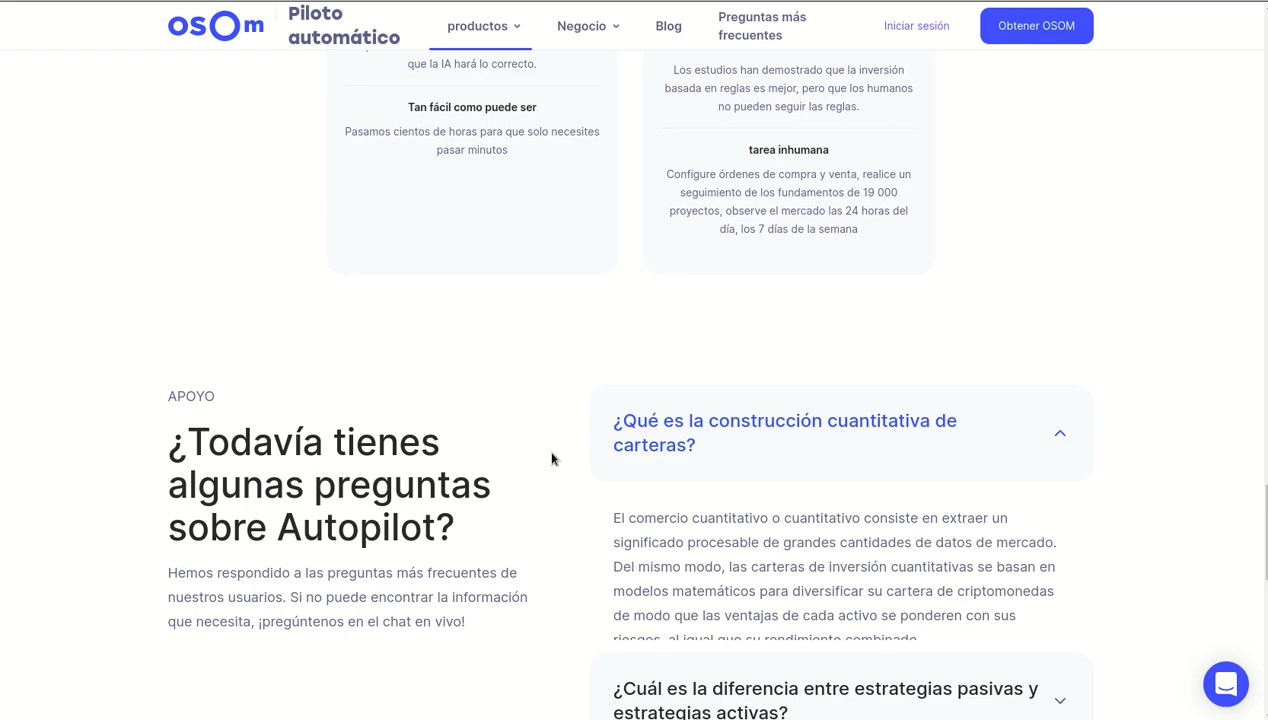 osom
Piloto
automático
productos
Negocio
Blog
Preguntas más
frecuentes
Iniciar sesión
Obtener OSOM
que la IA hará lo correcto.
Tan fácil como puede ser
Pasamos cientos de horas para que solo necesites
pasar minutos
Los estudios han demostrado que la inversión
basada en reglas es mejor, pero que los humanos
no pueden seguir las reglas.
tarea inhumana
Configure órdenes de compra y venta, realice un
seguimiento de los fundamentos de 19 000
proyectos, observe el mercado las 24 horas del
día, los 7 días de la semana
APOYO
¿Todavía tienes
algunas preguntas
sobre Autopilot?
Hemos respondido a las preguntas más frecuentes de
nuestros usuarios. Si no puede encontrar la información
que necesita, ¡pregúntenos en el chat en vivo!
¿Qué es la construcción cuantitativa de
carteras?
El comercio cuantitativo o cuantitativo consiste en extraer un
significado procesable de grandes cantidades de datos de mercado.
Del mismo modo, las carteras de inversión cuantitativas se basan en
modelos matemáticos para diversificar su cartera de criptomonedas
de modo que las ventajas de cada activo se ponderen con sus
riesgos, al igual que su rendimiento combinado.
¿Cuál es la diferencia entre estrategias pasivas y
estrategias activas?